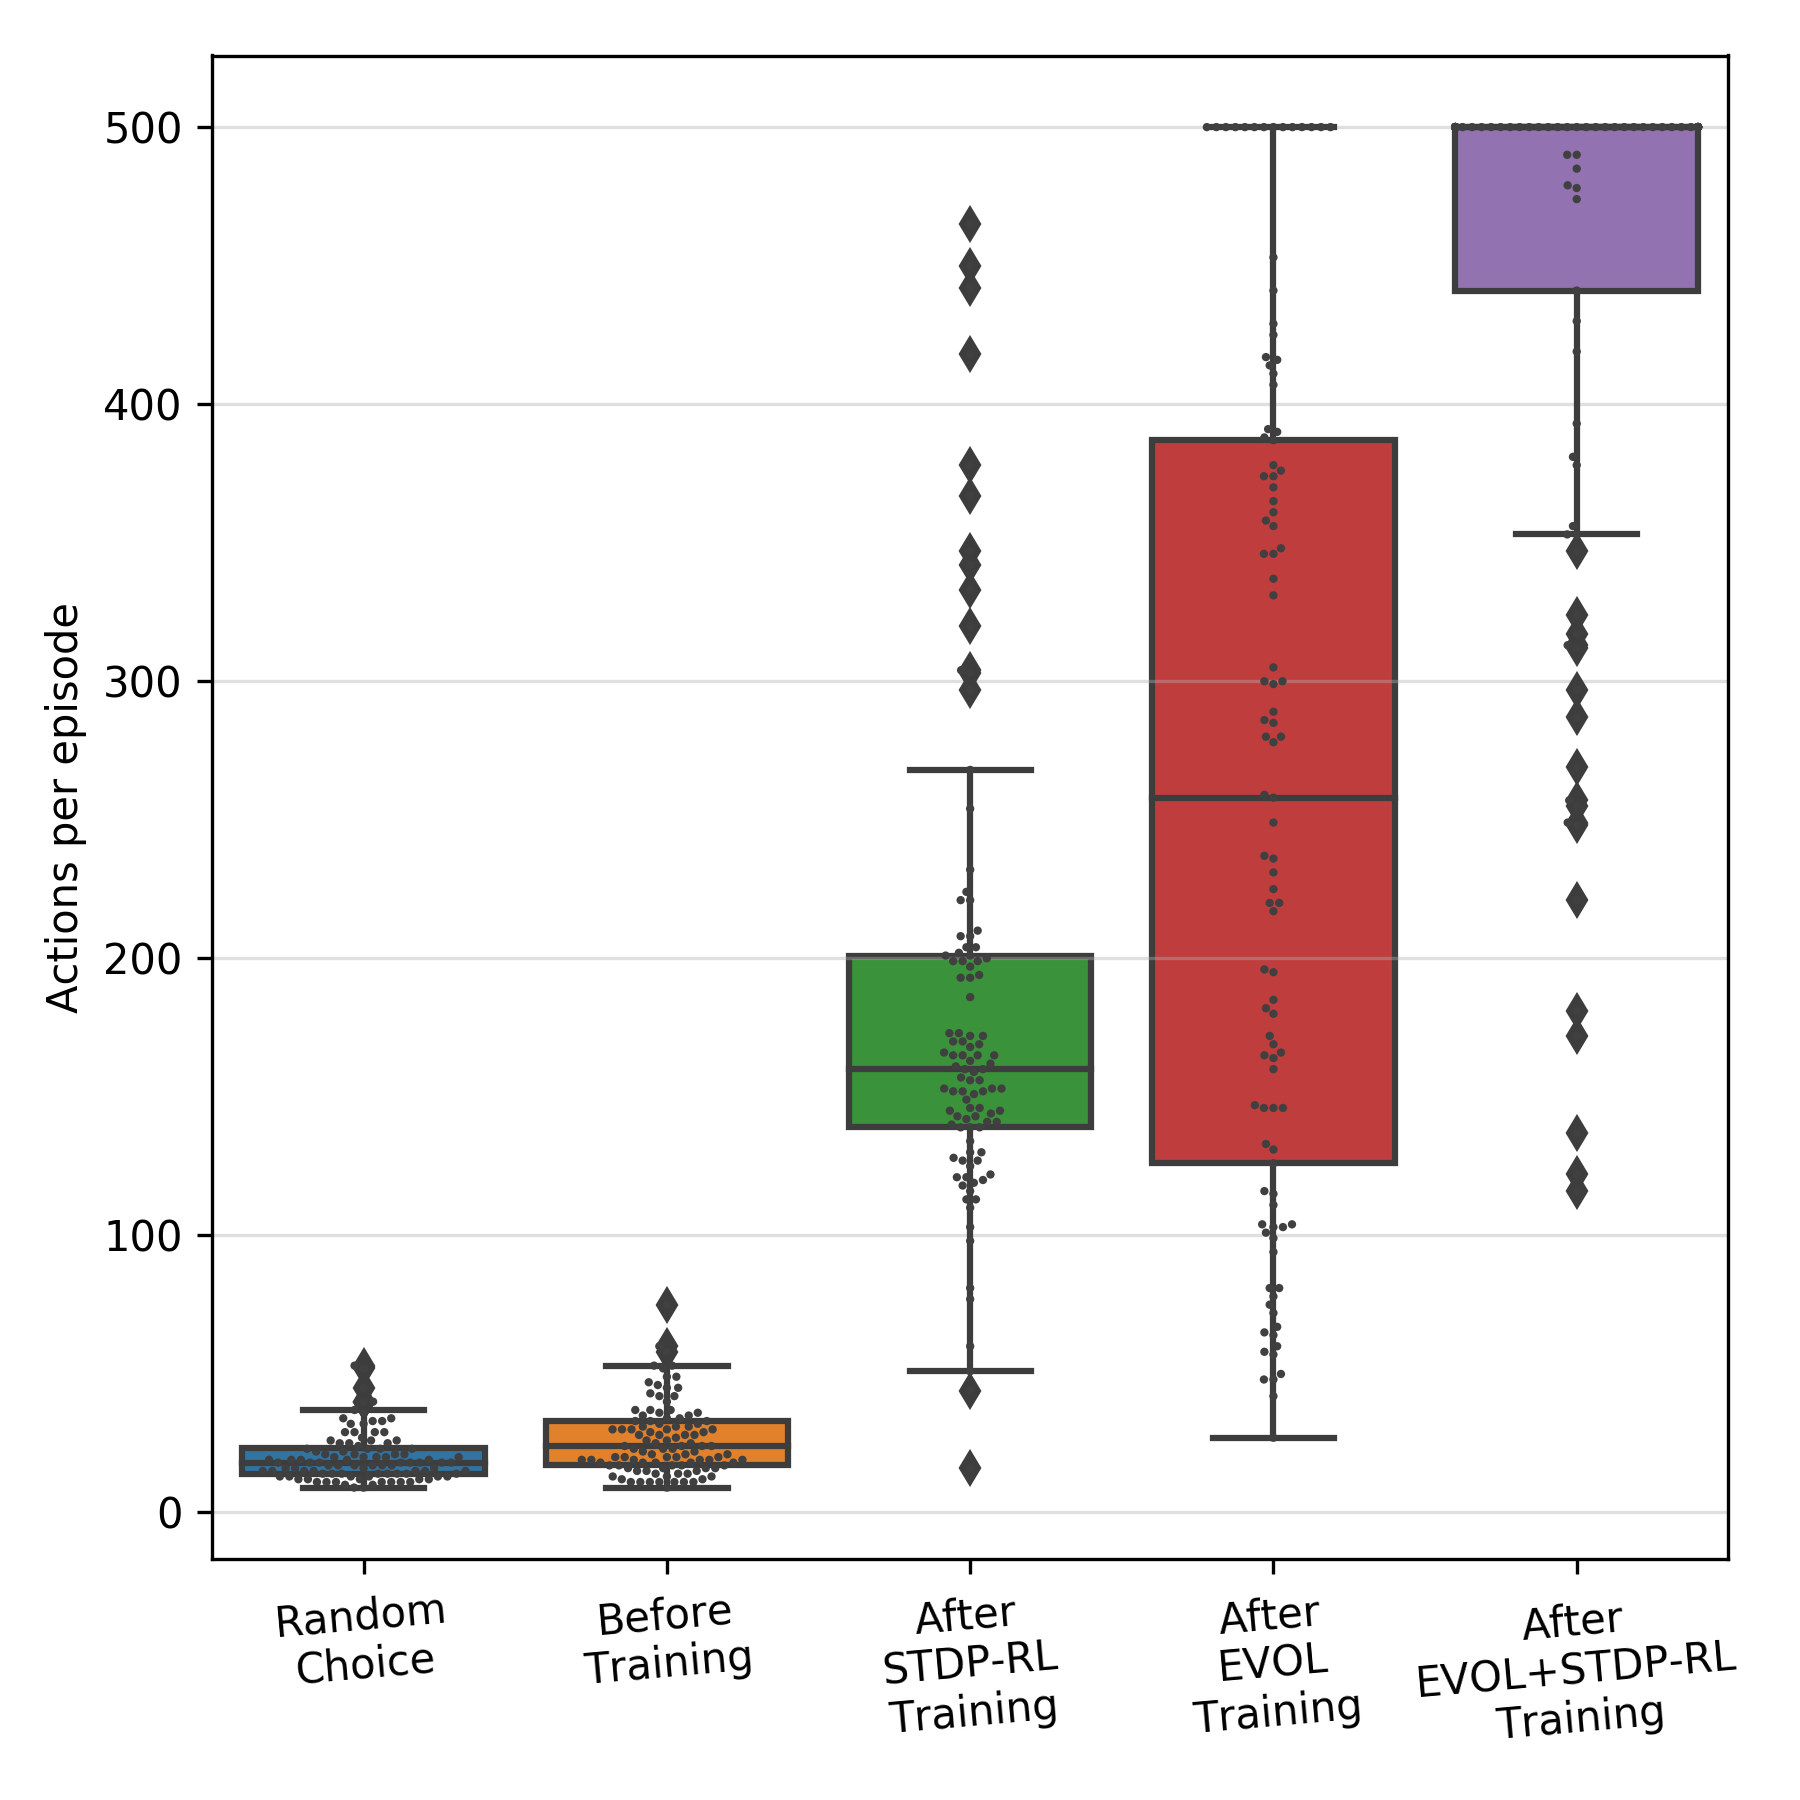 Actions per episode
500
400
300
200
100
0
Random
Choice
Before
Training
After
STDP-RL
Training
After
EVOL
Training
After
EVOL+STDP-RL
Training